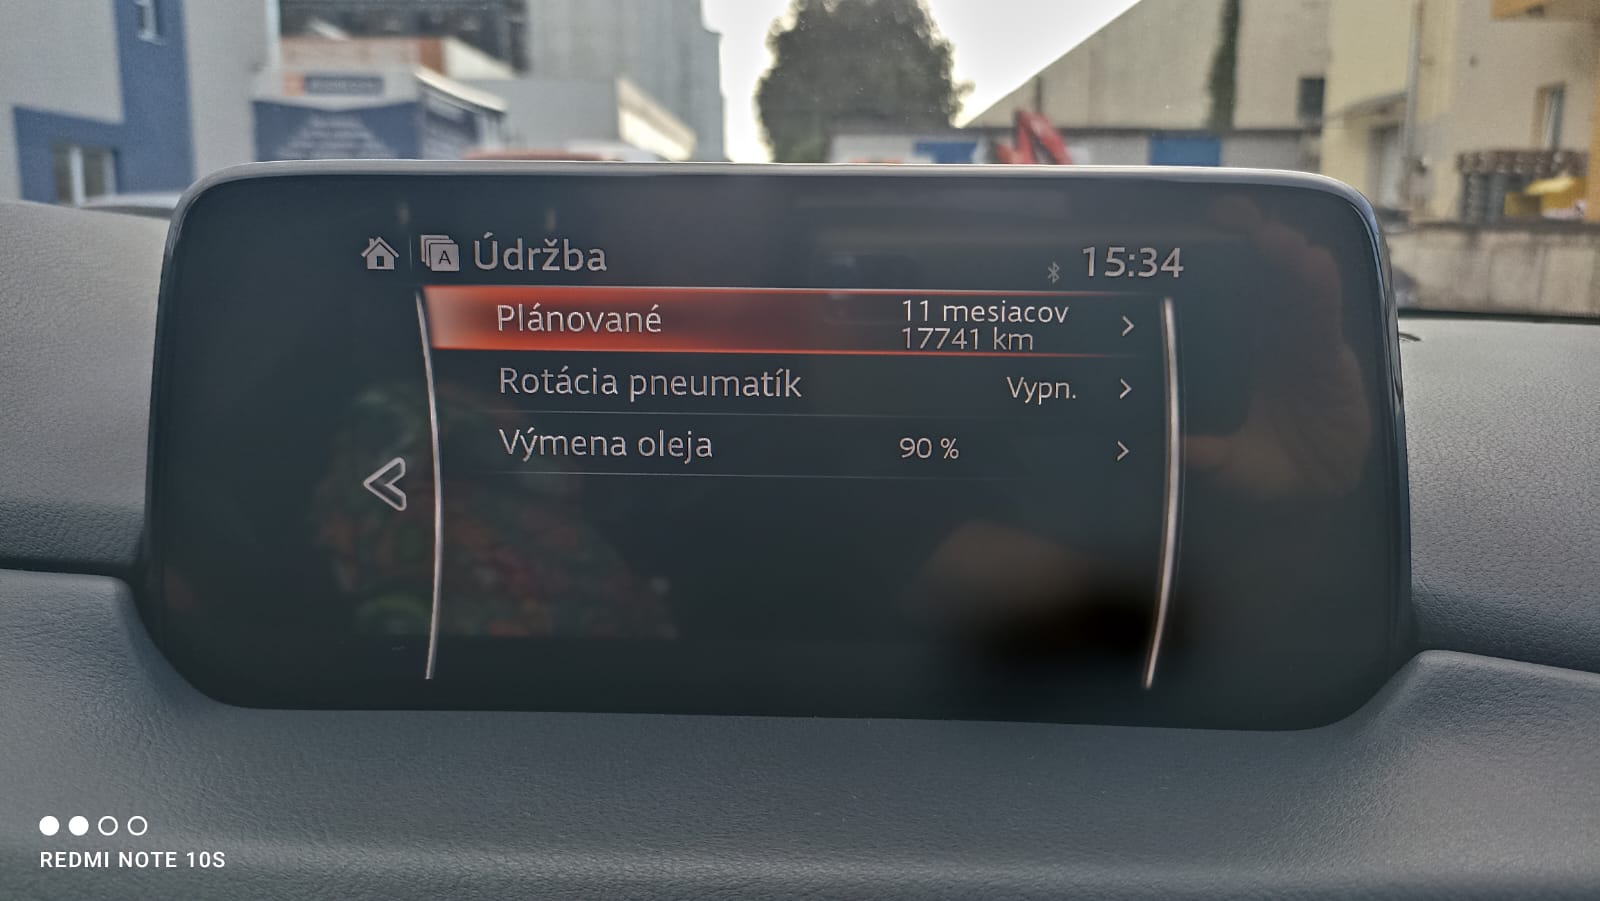 A Údržba 15:34
Plánované 11 mesiacov
17741 km
Rotácia pneumatík Vypn.
Výmena oleja 90 %
REDMI NOTE 10S